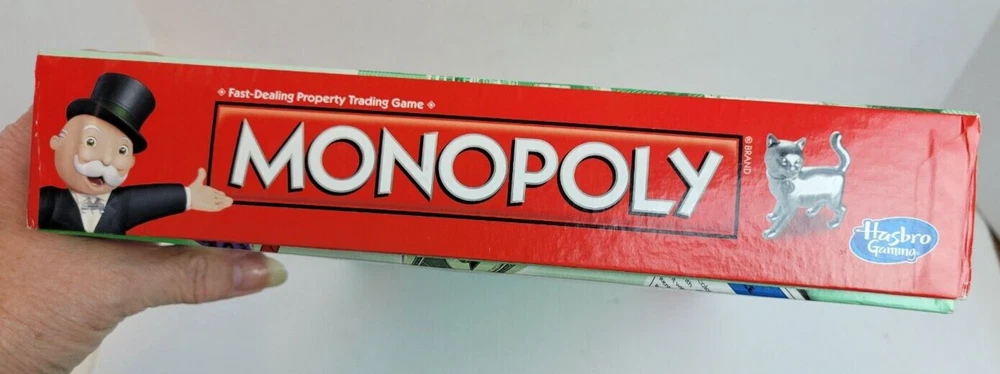 Fast-Dealing Property Trading Game
MONOPOLY
© BRAND
Hasbro
Gaming